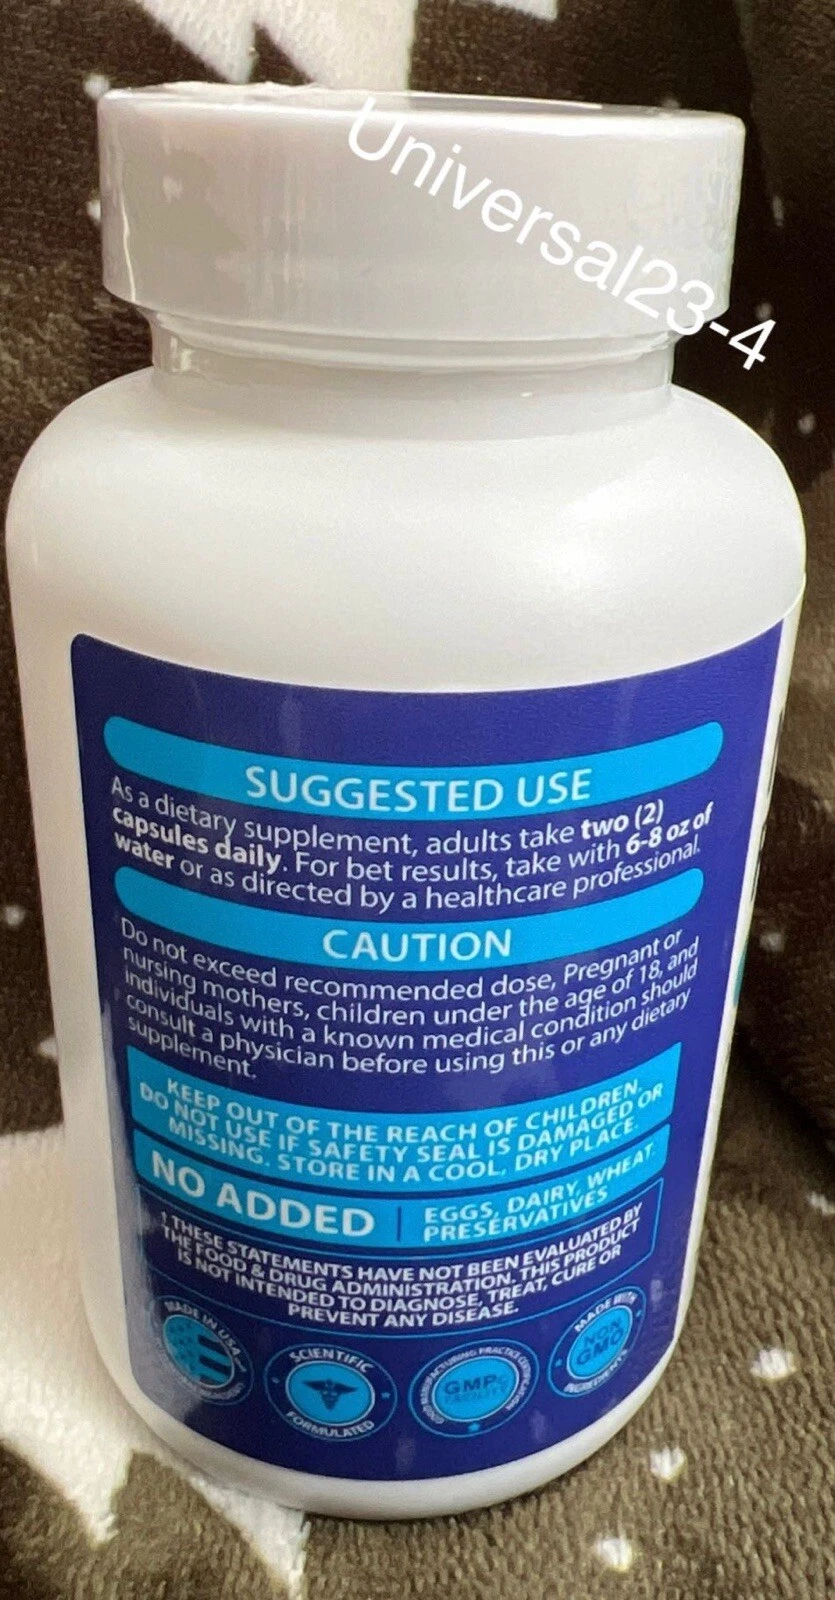 Universal23-4
SUGGESTED USE
As a dietary supplement, adults take two (2)
capsules daily. For bet results, take with 6-8 oz of
water or as directed by a healthcare professional.
CAUTION
Do not exceed recommended dose, Pregnant or
nursing mothers, children under the age of 18, and
individuals with a known medical condition should
consult a physician before using this or any dietary
supplement.
KEEP OUT OF THE REACH OF CHILDREN.
DO NOT USE IF SAFETY SEAL IS DAMAGED OR
MISSING. STORE IN A COOL, DRY PLACE.
NO ADDED
EGGS, DAIRY, WHEAT,
PRESERVATIVES
† THESE STATEMENTS HAVE NOT BEEN EVALUATED BY
THE FOOD & DRUG ADMINISTRATION. THIS PRODUCT
IS NOT INTENDED TO DIAGNOSE, TREAT, CURE OR
PREVENT ANY DISEASE.
MADE IN USA
SCIENTIFIC
FORMULATED
GOOD MANUFACTURING PRACTICE CERTIFICATION
GMP
FACILITY
MADE WITH
NON
GMO
INGREDIENTS